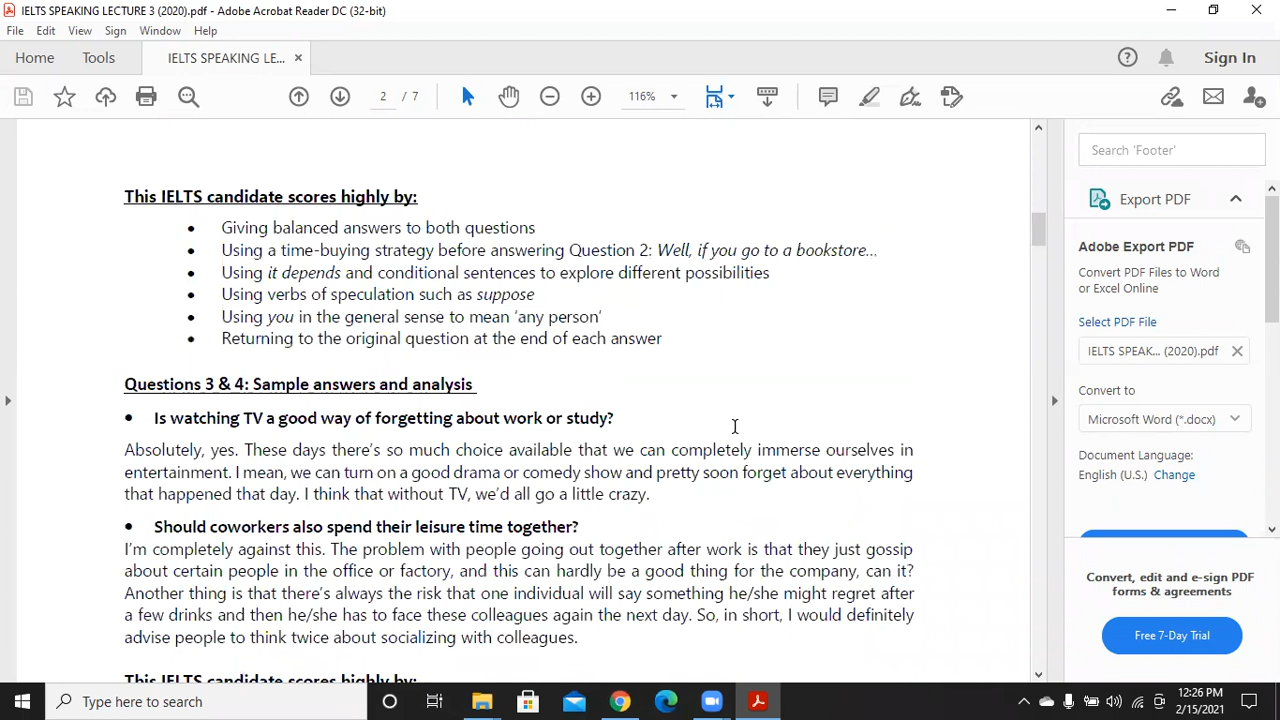 IELTS SPEAKING LECTURE 3 (2020).pdf - Adobe Acrobat Reader DC (32-bit)
File Edit View Sign Window Help
Home Tools IELTS SPEAKING LE... × Sign In
2 / 7 116%
This IELTS candidate scores highly by:
• Giving balanced answers to both questions
• Using a time-buying strategy before answering Question 2: Well, if you go to a bookstore...
• Using it depends and conditional sentences to explore different possibilities
• Using verbs of speculation such as suppose
• Using you in the general sense to mean ‘any person’
• Returning to the original question at the end of each answer
Questions 3 & 4: Sample answers and analysis
• Is watching TV a good way of forgetting about work or study?
Absolutely, yes. These days there’s so much choice available that we can completely immerse ourselves in
entertainment. I mean, we can turn on a good drama or comedy show and pretty soon forget about everything
that happened that day. I think that without TV, we’d all go a little crazy.
• Should coworkers also spend their leisure time together?
I’m completely against this. The problem with people going out together after work is that they just gossip
about certain people in the office or factory, and this can hardly be a good thing for the company, can it?
Another thing is that there’s always the risk that one individual will say something he/she might regret after
a few drinks and then he/she has to face these colleagues again the next day. So, in short, I would definitely
advise people to think twice about socializing with colleagues.
This IELTS candidate scores highly by:
Search 'Footer'
Export PDF
Adobe Export PDF
Convert PDF Files to Word
or Excel Online
Select PDF File
IELTS SPEAK... (2020).pdf
Convert to
Microsoft Word (*.docx)
Document Language:
English (U.S.) Change
Convert, edit and e-sign PDF
forms & agreements
Free 7-Day Trial
Type here to search
12:26 PM
2/15/2021